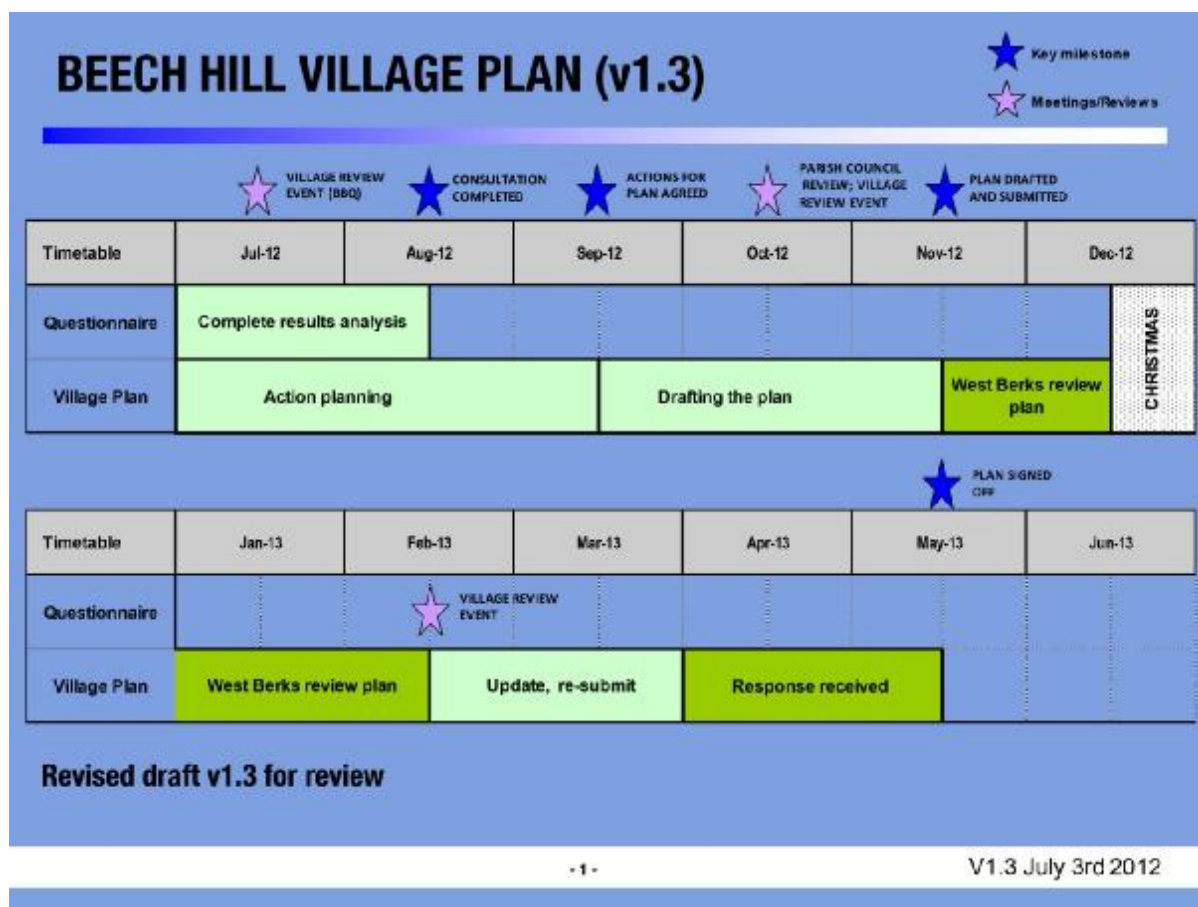 BEECH HILL VILLAGE PLAN (v1.3)
Key milestone
Meetings/Reviews
VILLAGE REVIEW
EVENT (BBQ)
CONSULTATION
COMPLETED
ACTIONS FOR
PLAN AGREED
PARISH COUNCIL
REVIEW; VILLAGE
REVIEW EVENT
PLAN DRAFTED
AND SUBMITTED
Timetable Jul-12 Aug-12 Sep-12 Oct-12 Nov-12 Dec-12
Questionnaire Complete results analysis
CHRISTMAS
Village Plan Action planning Drafting the plan West Berks review
plan
PLAN SIGNED
OFF
Timetable Jan-13 Feb-13 Mar-13 Apr-13 May-13 Jun-13
Questionnaire
VILLAGE REVIEW
EVENT
Village Plan West Berks review plan Update, re-submit Response received
Revised draft v1.3 for review
- 1 -
V1.3 July 3rd 2012